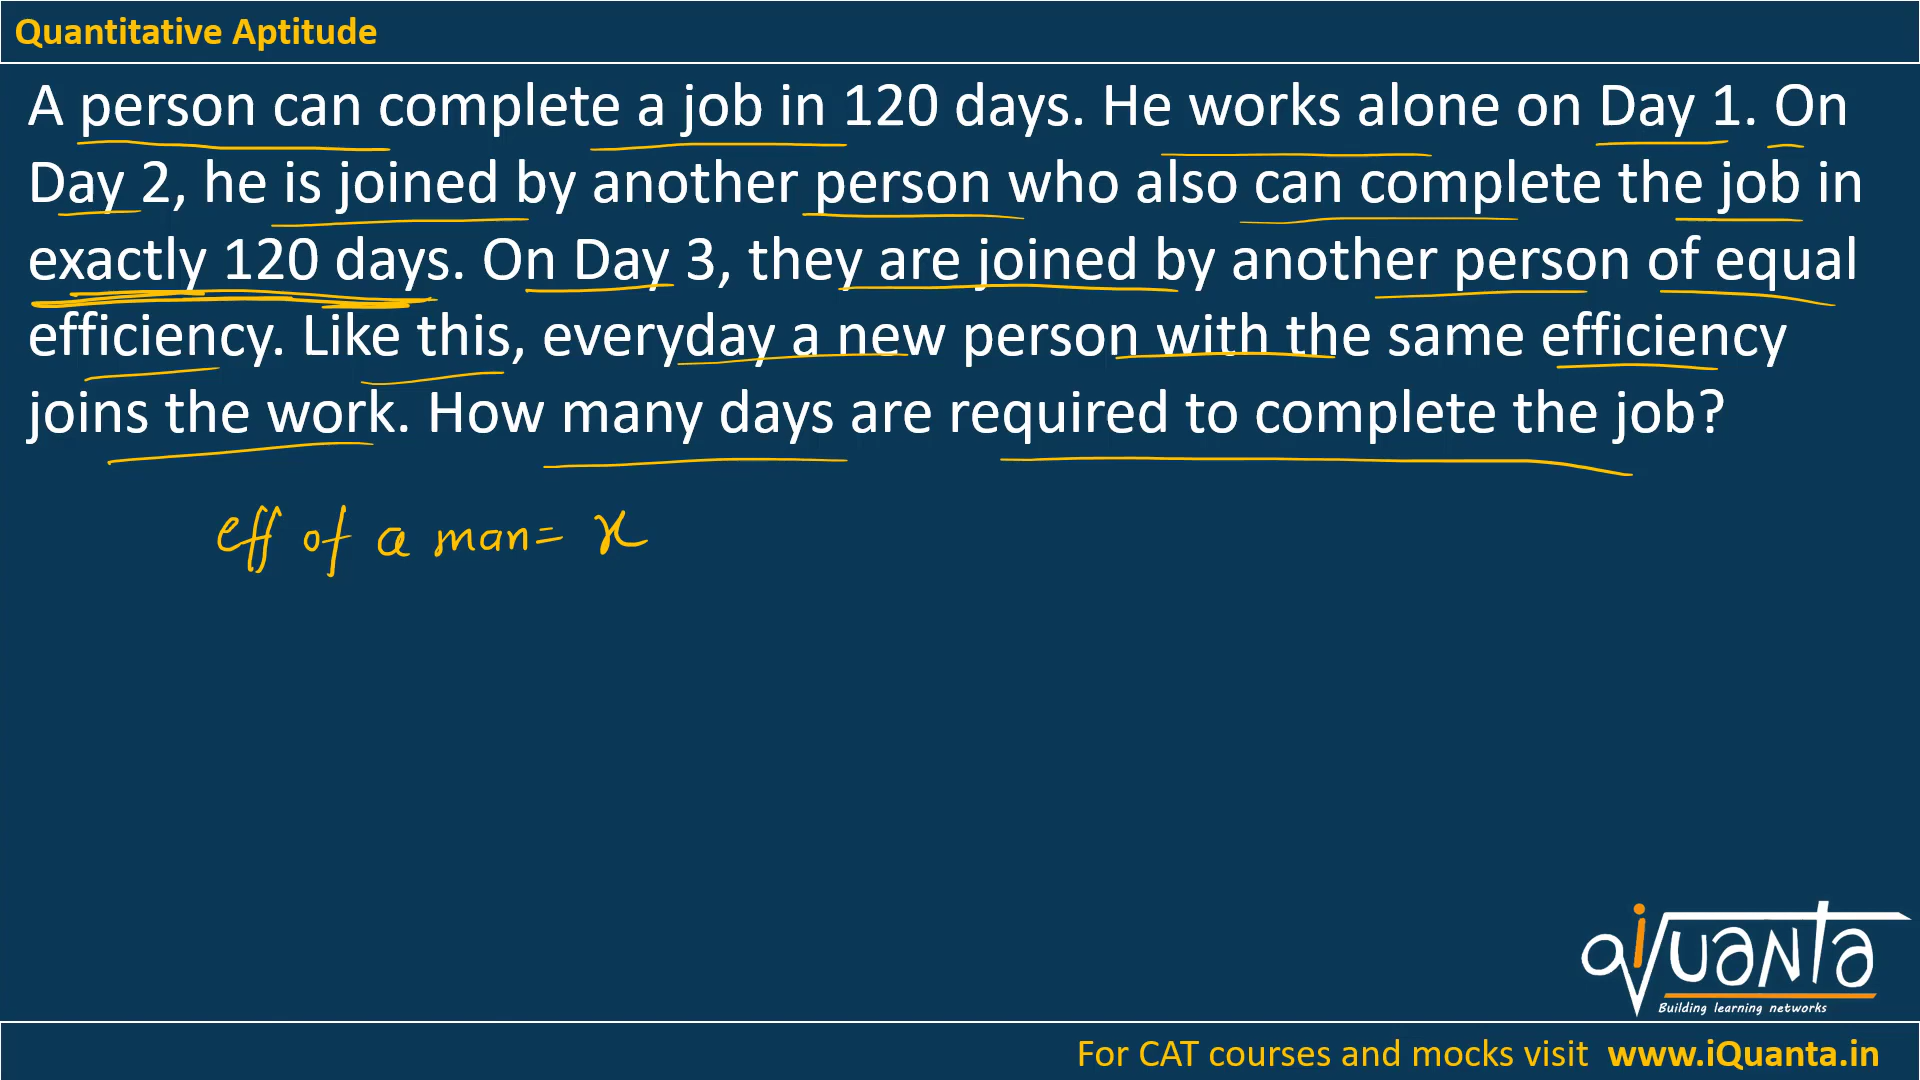 Quantitative Aptitude
A person can complete a job in 120 days. He works alone on Day 1. On
Day 2, he is joined by another person who also can complete the job in
exactly 120 days. On Day 3, they are joined by another person of equal
efficiency. Like this, everyday a new person with the same efficiency
joins the work. How many days are required to complete the job?
eff of a man= x
iQuanta
Building learning networks
For CAT courses and mocks visit www.iQuanta.in